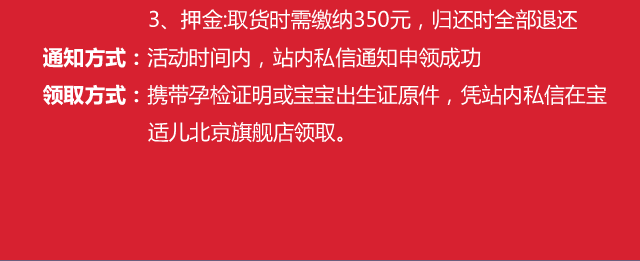 3、押金:取货时需缴纳350元，归还时全部退还
通知方式：活动时间内，站内私信通知申领成功
领取方式：携带孕检证明或宝宝出生证原件，凭站内私信在宝
适儿北京旗舰店领取。